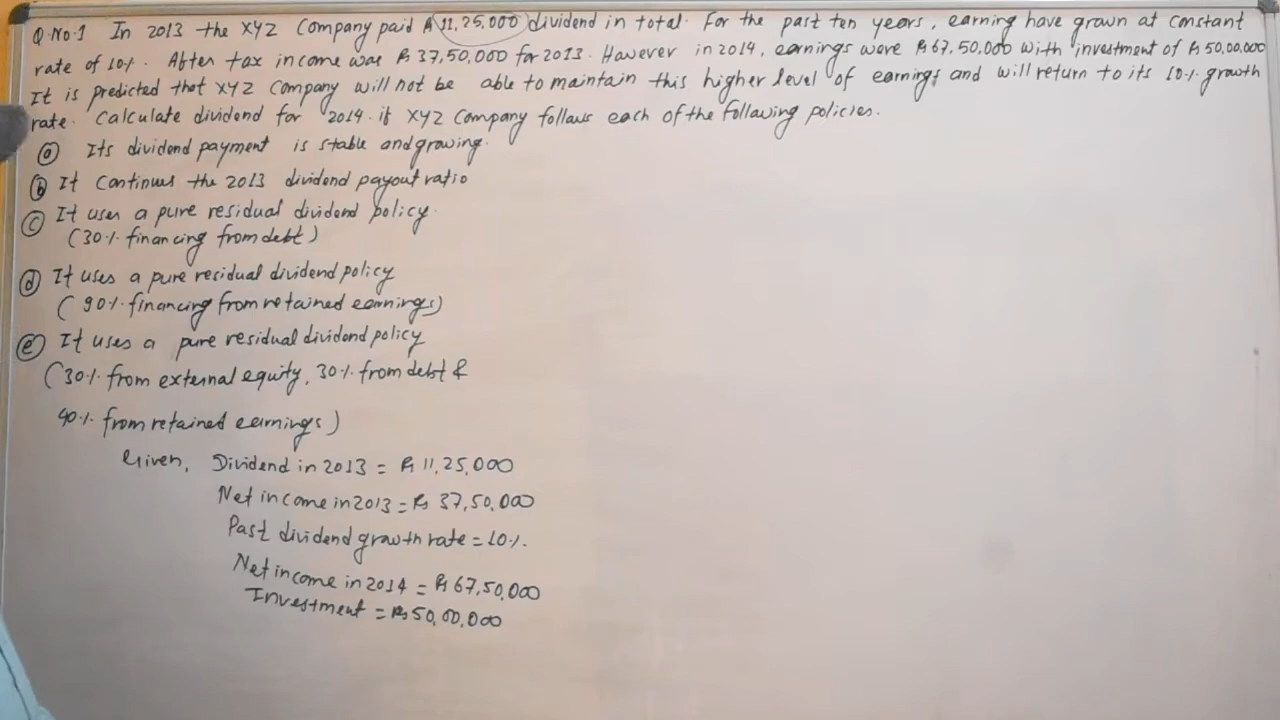 Q.No.1 In 2013 the XYZ Company paid ₨ 11,25,000 dividend in total. For the past ten years, earning have grown at constant
rate of 10%. After tax income was ₨ 37,50,000 for 2013. However in 2014, earnings were ₨ 67,50,000 with investment of ₨ 50,00,000
It is predicted that XYZ Company will not be able to maintain this higher level of earnings and will return to its 10% growth
rate. Calculate dividend for 2014. if XYZ Company follows each of the following policies.
(a) Its dividend payment is stable and growing.
(b) It continues the 2013 dividend payout ratio
(c) It uses a pure residual dividend policy.
(30% financing from debt)
(d) It uses a pure residual dividend policy
(90% financing from retained earnings)
(e) It uses a pure residual dividend policy
(30% from external equity, 30% from debt &
40% from retained earnings)
Given, Dividend in 2013 = ₨ 11,25,000
Net income in 2013 = ₨ 37,50,000
Past dividend growth rate = 10%.
Net income in 2014 = ₨ 67,50,000
Investment = ₨ 50,00,000